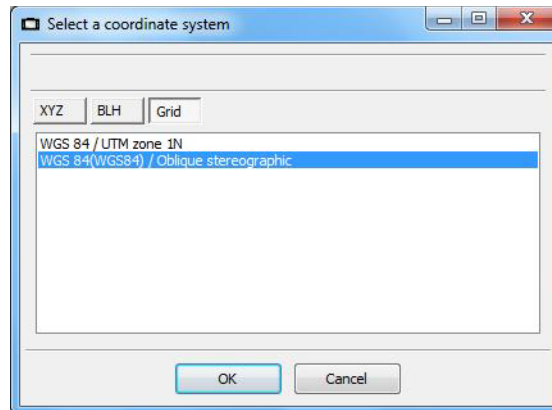 Select a coordinate system
XYZ BLH Grid
WGS 84 / UTM zone 1N
WGS 84(WGS84) / Oblique stereographic
OK Cancel